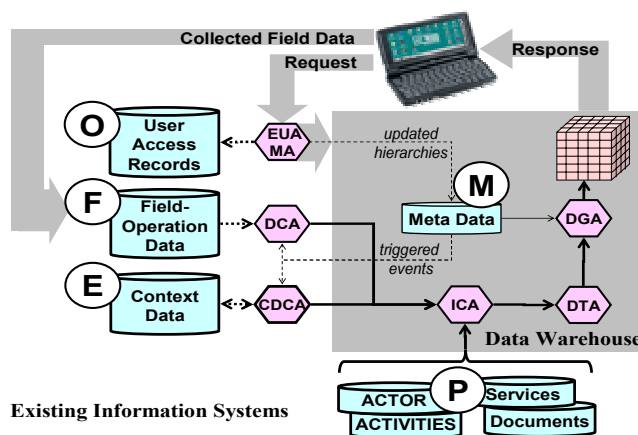 Collected Field Data
Response
Request
O
User
Access
Records
EUA
MA
updated
hierarchies
M
F
Field-
Operation
Data
DCA
Meta Data
DGA
triggered
events
E
Context
Data
CDCA
ICA
DTA
Data Warehouse
P
ACTOR
Services
ACTIVITIES
Documents
Existing Information Systems